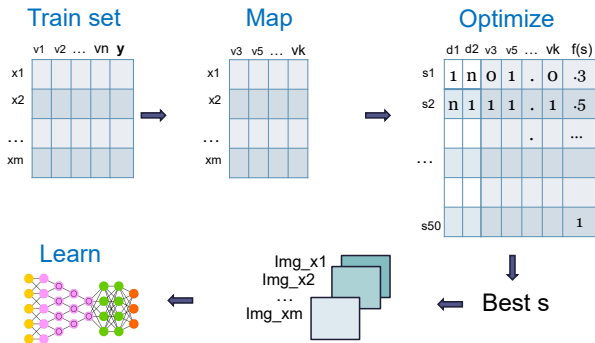 Train set
v1 v2 ... vn y
x1
x2
...
xm
Map
v3 v5 ... vk
x1
x2
...
xm
Optimize
d1 d2 v3 v5 ... vk f(s)
s1 1 n 0 1 . 0 .3
s2 n 1 1 1 . 1 .5
. ...
...
s50 1
Learn
Img_x1
Img_x2
...
Img_xm
Best s